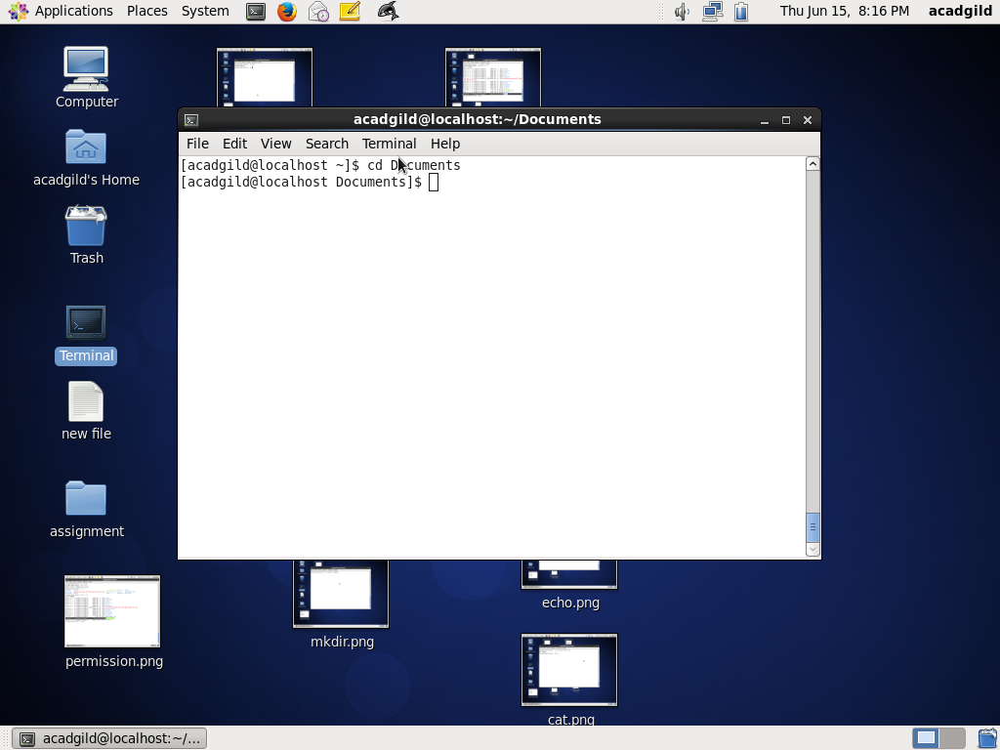 Applications Places System Thu Jun 15, 8:16 PM acadgild
Computer
acadgild's Home
Trash
Terminal
new file
assignment
permission.png
acadgild@localhost:~/Documents
File Edit View Search Terminal Help
[acadgild@localhost ~]$ cd Documents
[acadgild@localhost Documents]$
mkdir.png
echo.png
cat.png
acadgild@localhost:~/...